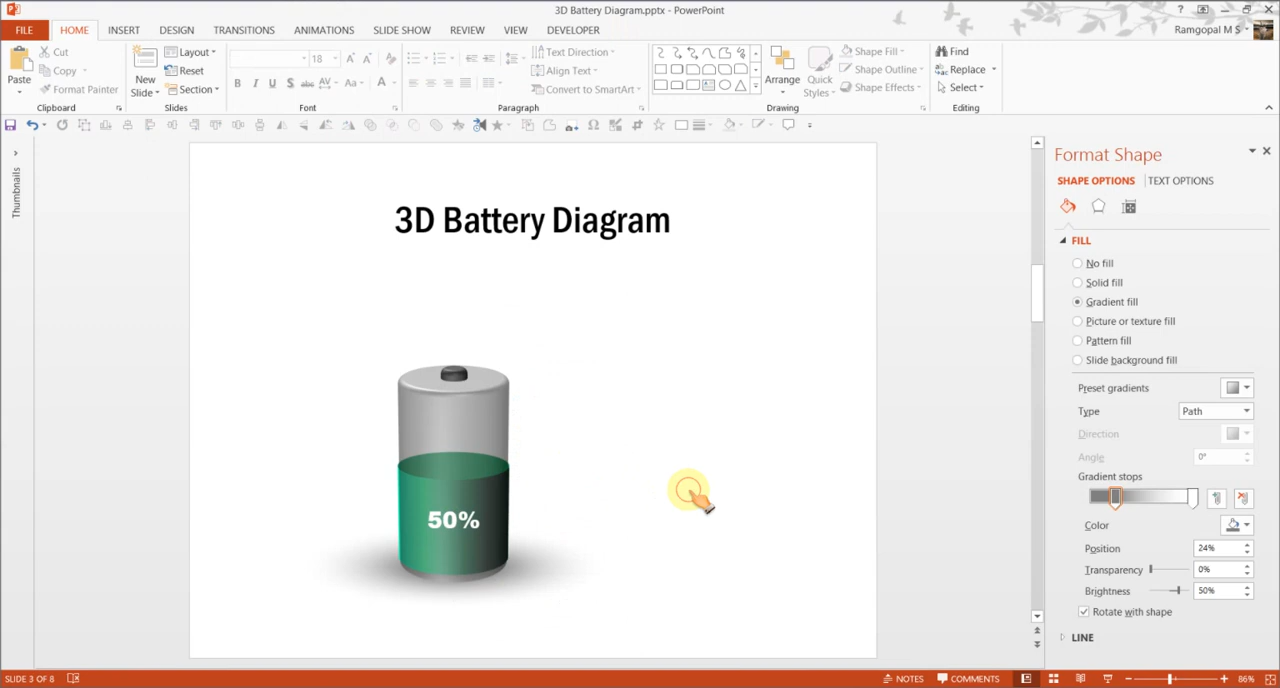 3D Battery Diagram.pptx - PowerPoint
?
FILE HOME INSERT DESIGN TRANSITIONS ANIMATIONS SLIDE SHOW REVIEW VIEW DEVELOPER
Ramgopal M S
Paste
Cut
Copy
Format Painter
Clipboard
New
Slide
Layout
Reset
Section
Slides
18
B I U S abc AV Aa A
Font
Text Direction
Align Text
Convert to SmartArt
Paragraph
Arrange
Quick
Styles
Shape Fill
Shape Outline
Shape Effects
Drawing
Find
Replace
Select
Editing
Thumbnails
3D Battery Diagram
50%
Format Shape
SHAPE OPTIONS TEXT OPTIONS
FILL
No fill
Solid fill
Gradient fill
Picture or texture fill
Pattern fill
Slide background fill
Preset gradients
Type Path
Direction
Angle 0°
Gradient stops
Color
Position 24%
Transparency 0%
Brightness 50%
Rotate with shape
LINE
SLIDE 3 OF 8 NOTES COMMENTS 86%